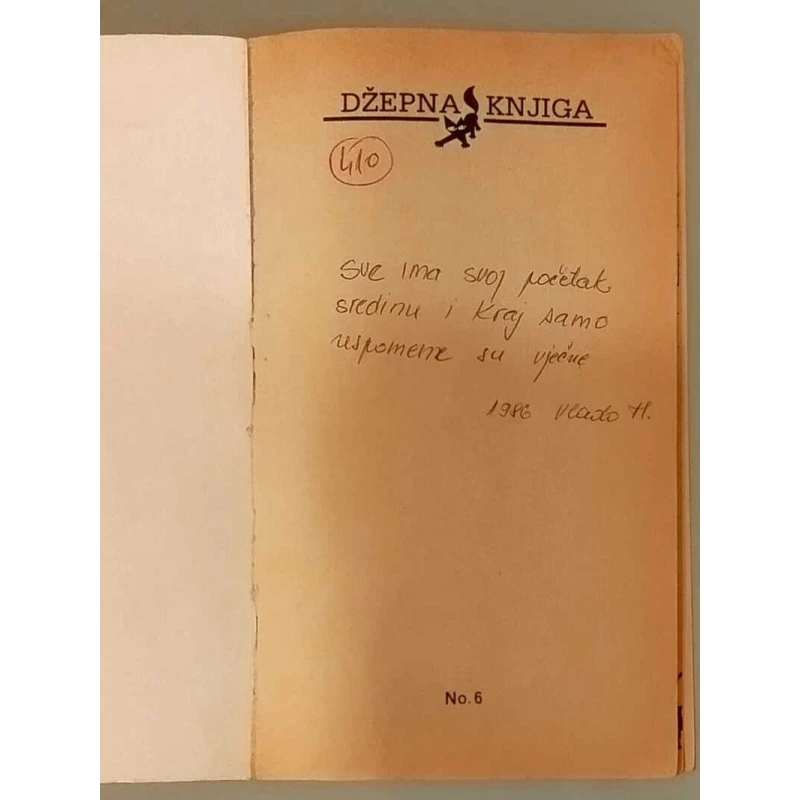 DŽEPNA KNJIGA
410
Sve ima svoj početak,
sredinu i kraj samo
uspomene su vječne
1986 Vlado H.
No. 6